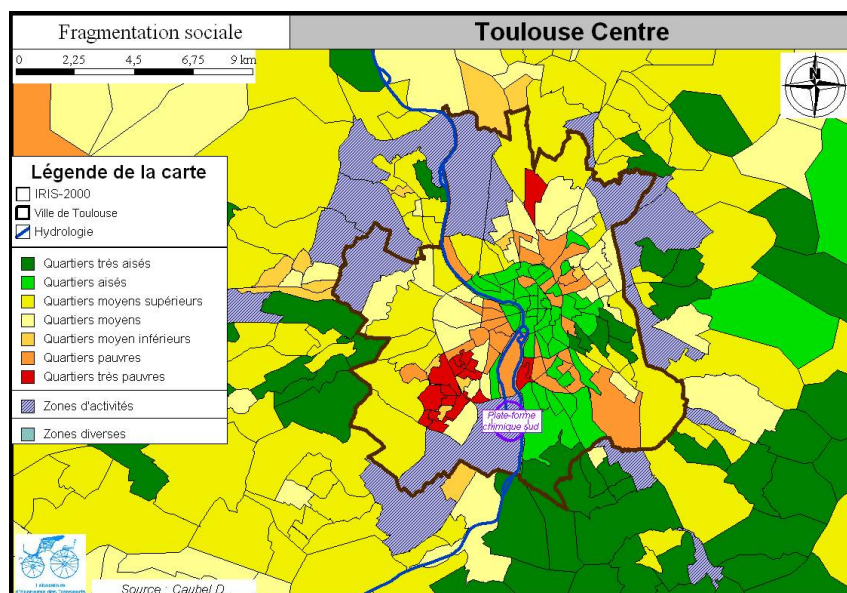 Fragmentation sociale
Toulouse Centre
0 2,25 4,5 6,75 9 km
N
Légende de la carte
IRIS-2000
Ville de Toulouse
Hydrologie
Quartiers très aisés
Quartiers aisés
Quartiers moyens supérieurs
Quartiers moyens
Quartiers moyen inférieurs
Quartiers pauvres
Quartiers très pauvres
Zones d'activités
Zones diverses
Plate-forme
chimique sud
Source : Caubel D.